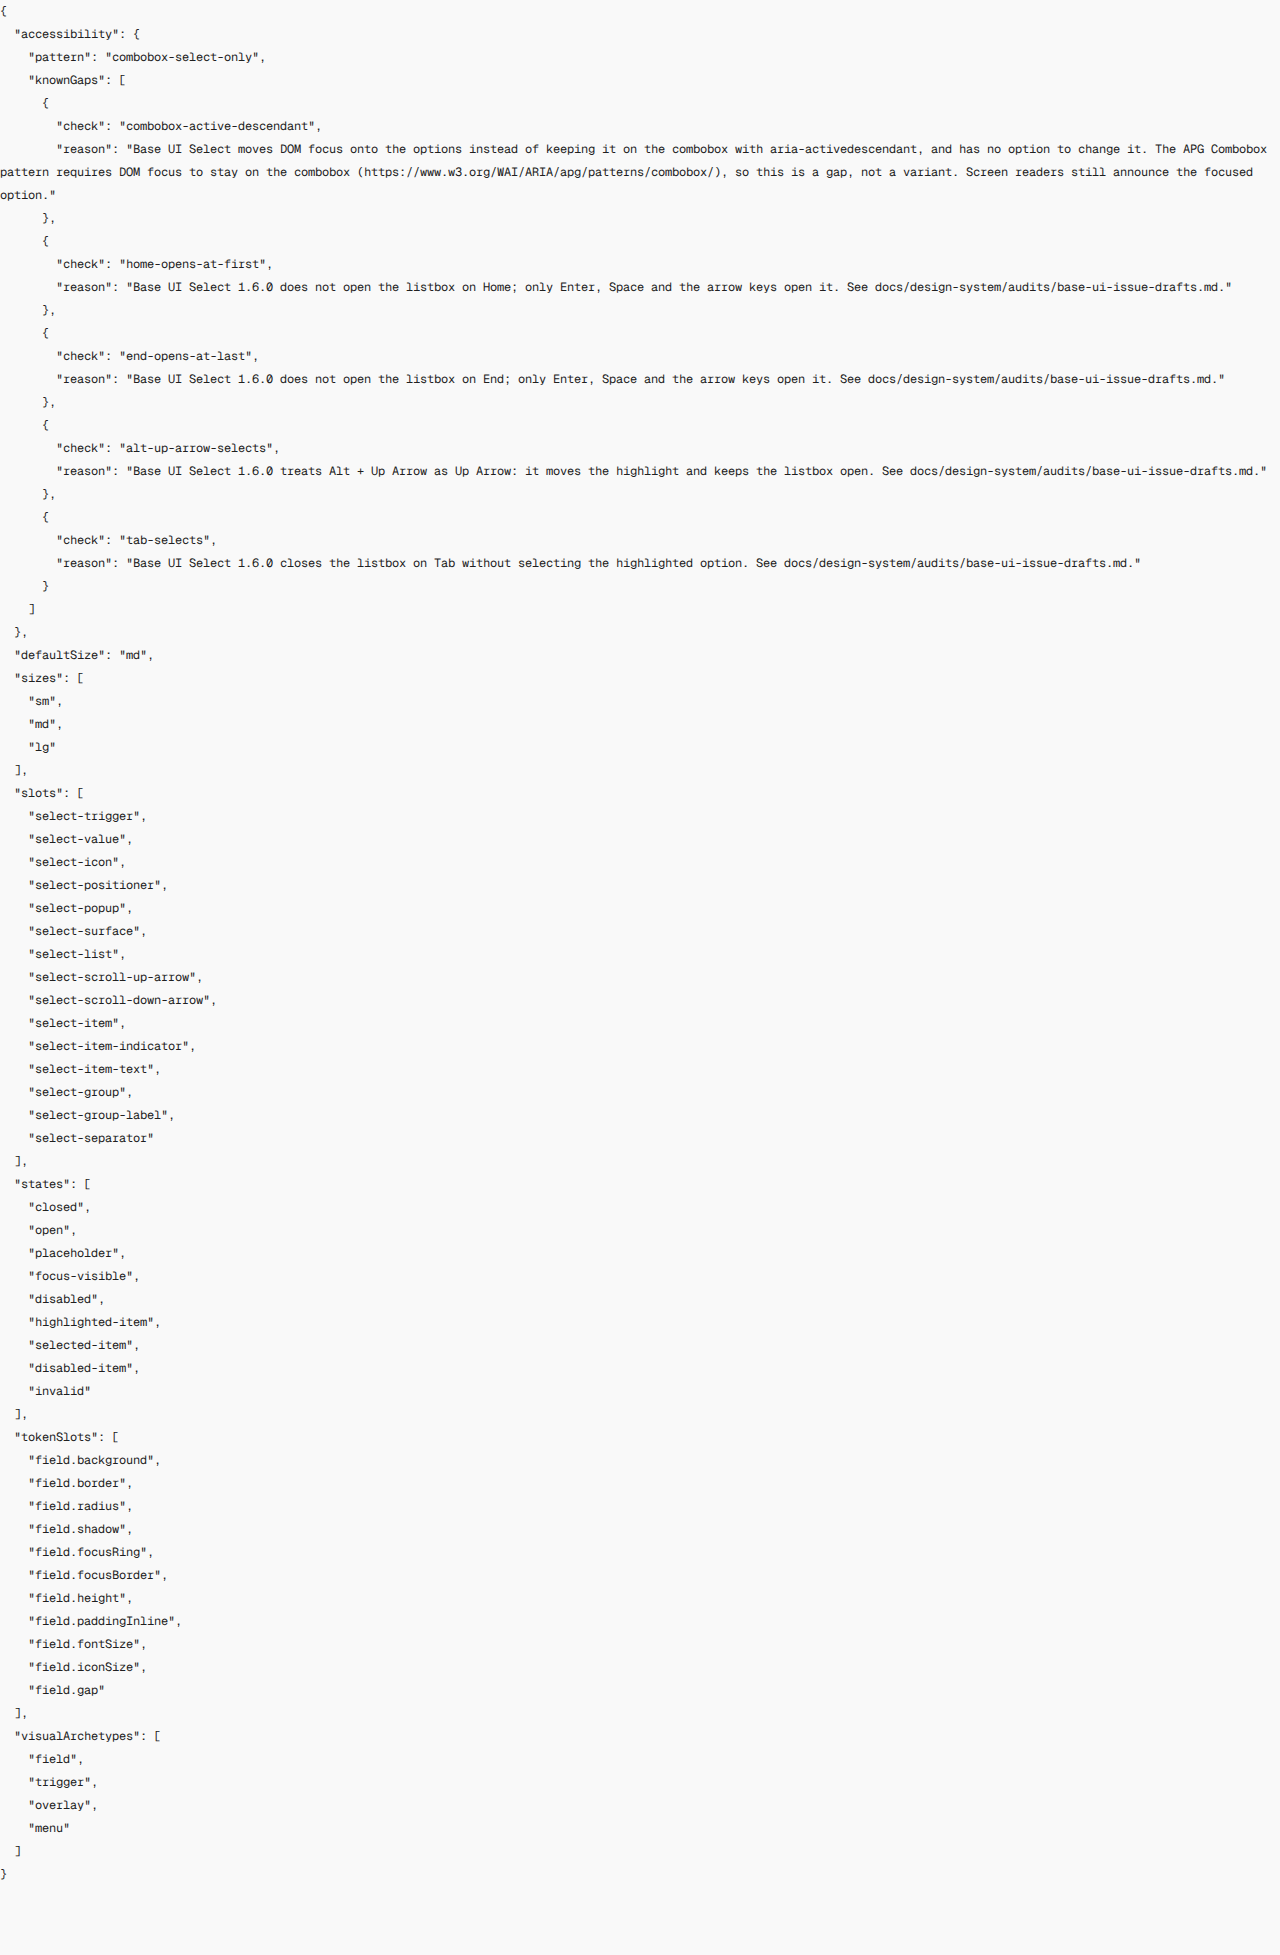 {
  "accessibility": {
    "pattern": "combobox-select-only",
    "knownGaps": [
      {
        "check": "combobox-active-descendant",
        "reason": "Base UI Select moves DOM focus onto the options instead of keeping it on the combobox with aria-activedescendant, and has no option to change it. The APG Combobox
pattern requires DOM focus to stay on the combobox (https://www.w3.org/WAI/ARIA/apg/patterns/combobox/), so this is a gap, not a variant. Screen readers still announce the focused
option."
      },
      {
        "check": "home-opens-at-first",
        "reason": "Base UI Select 1.6.0 does not open the listbox on Home; only Enter, Space and the arrow keys open it. See docs/design-system/audits/base-ui-issue-drafts.md."
      },
      {
        "check": "end-opens-at-last",
        "reason": "Base UI Select 1.6.0 does not open the listbox on End; only Enter, Space and the arrow keys open it. See docs/design-system/audits/base-ui-issue-drafts.md."
      },
      {
        "check": "alt-up-arrow-selects",
        "reason": "Base UI Select 1.6.0 treats Alt + Up Arrow as Up Arrow: it moves the highlight and keeps the listbox open. See docs/design-system/audits/base-ui-issue-drafts.md."
      },
      {
        "check": "tab-selects",
        "reason": "Base UI Select 1.6.0 closes the listbox on Tab without selecting the highlighted option. See docs/design-system/audits/base-ui-issue-drafts.md."
      }
    ]
  },
  "defaultSize": "md",
  "sizes": [
    "sm",
    "md",
    "lg"
  ],
  "slots": [
    "select-trigger",
    "select-value",
    "select-icon",
    "select-positioner",
    "select-popup",
    "select-surface",
    "select-list",
    "select-scroll-up-arrow",
    "select-scroll-down-arrow",
    "select-item",
    "select-item-indicator",
    "select-item-text",
    "select-group",
    "select-group-label",
    "select-separator"
  ],
  "states": [
    "closed",
    "open",
    "placeholder",
    "focus-visible",
    "disabled",
    "highlighted-item",
    "selected-item",
    "disabled-item",
    "invalid"
  ],
  "tokenSlots": [
    "field.background",
    "field.border",
    "field.radius",
    "field.shadow",
    "field.focusRing",
    "field.focusBorder",
    "field.height",
    "field.paddingInline",
    "field.fontSize",
    "field.iconSize",
    "field.gap"
  ],
  "visualArchetypes": [
    "field",
    "trigger",
    "overlay",
    "menu"
  ]
}